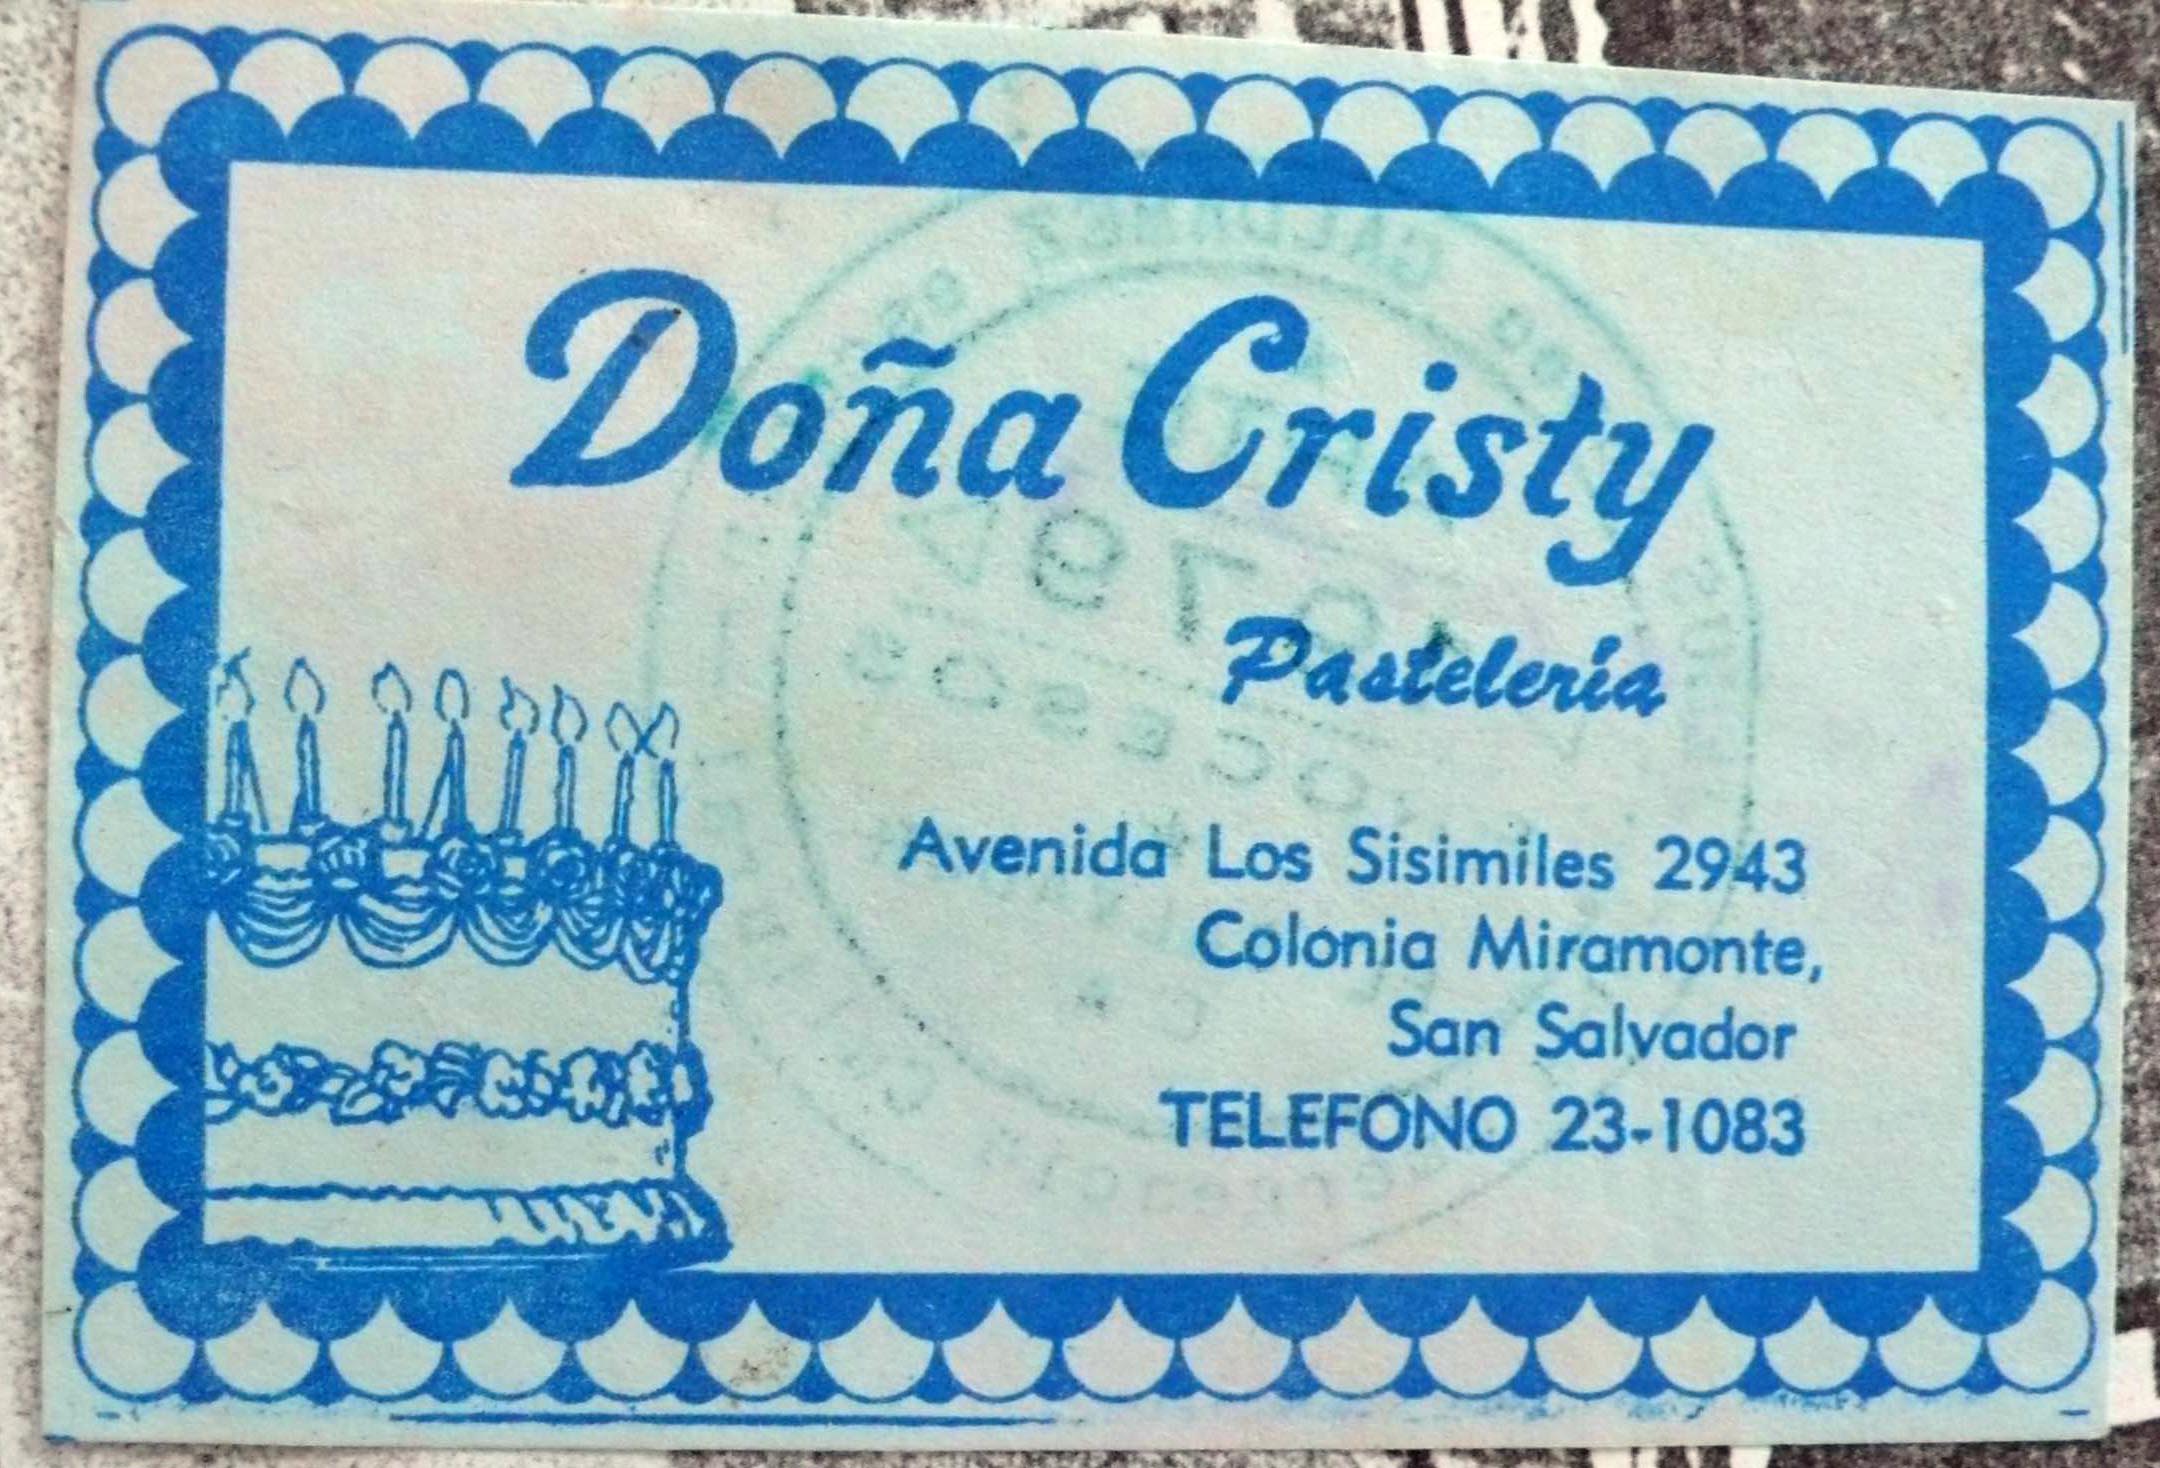 Doña Cristy
Pastelería
Avenida Los Sisimiles 2943
Colonia Miramonte,
San Salvador
TELEFONO 23-1083